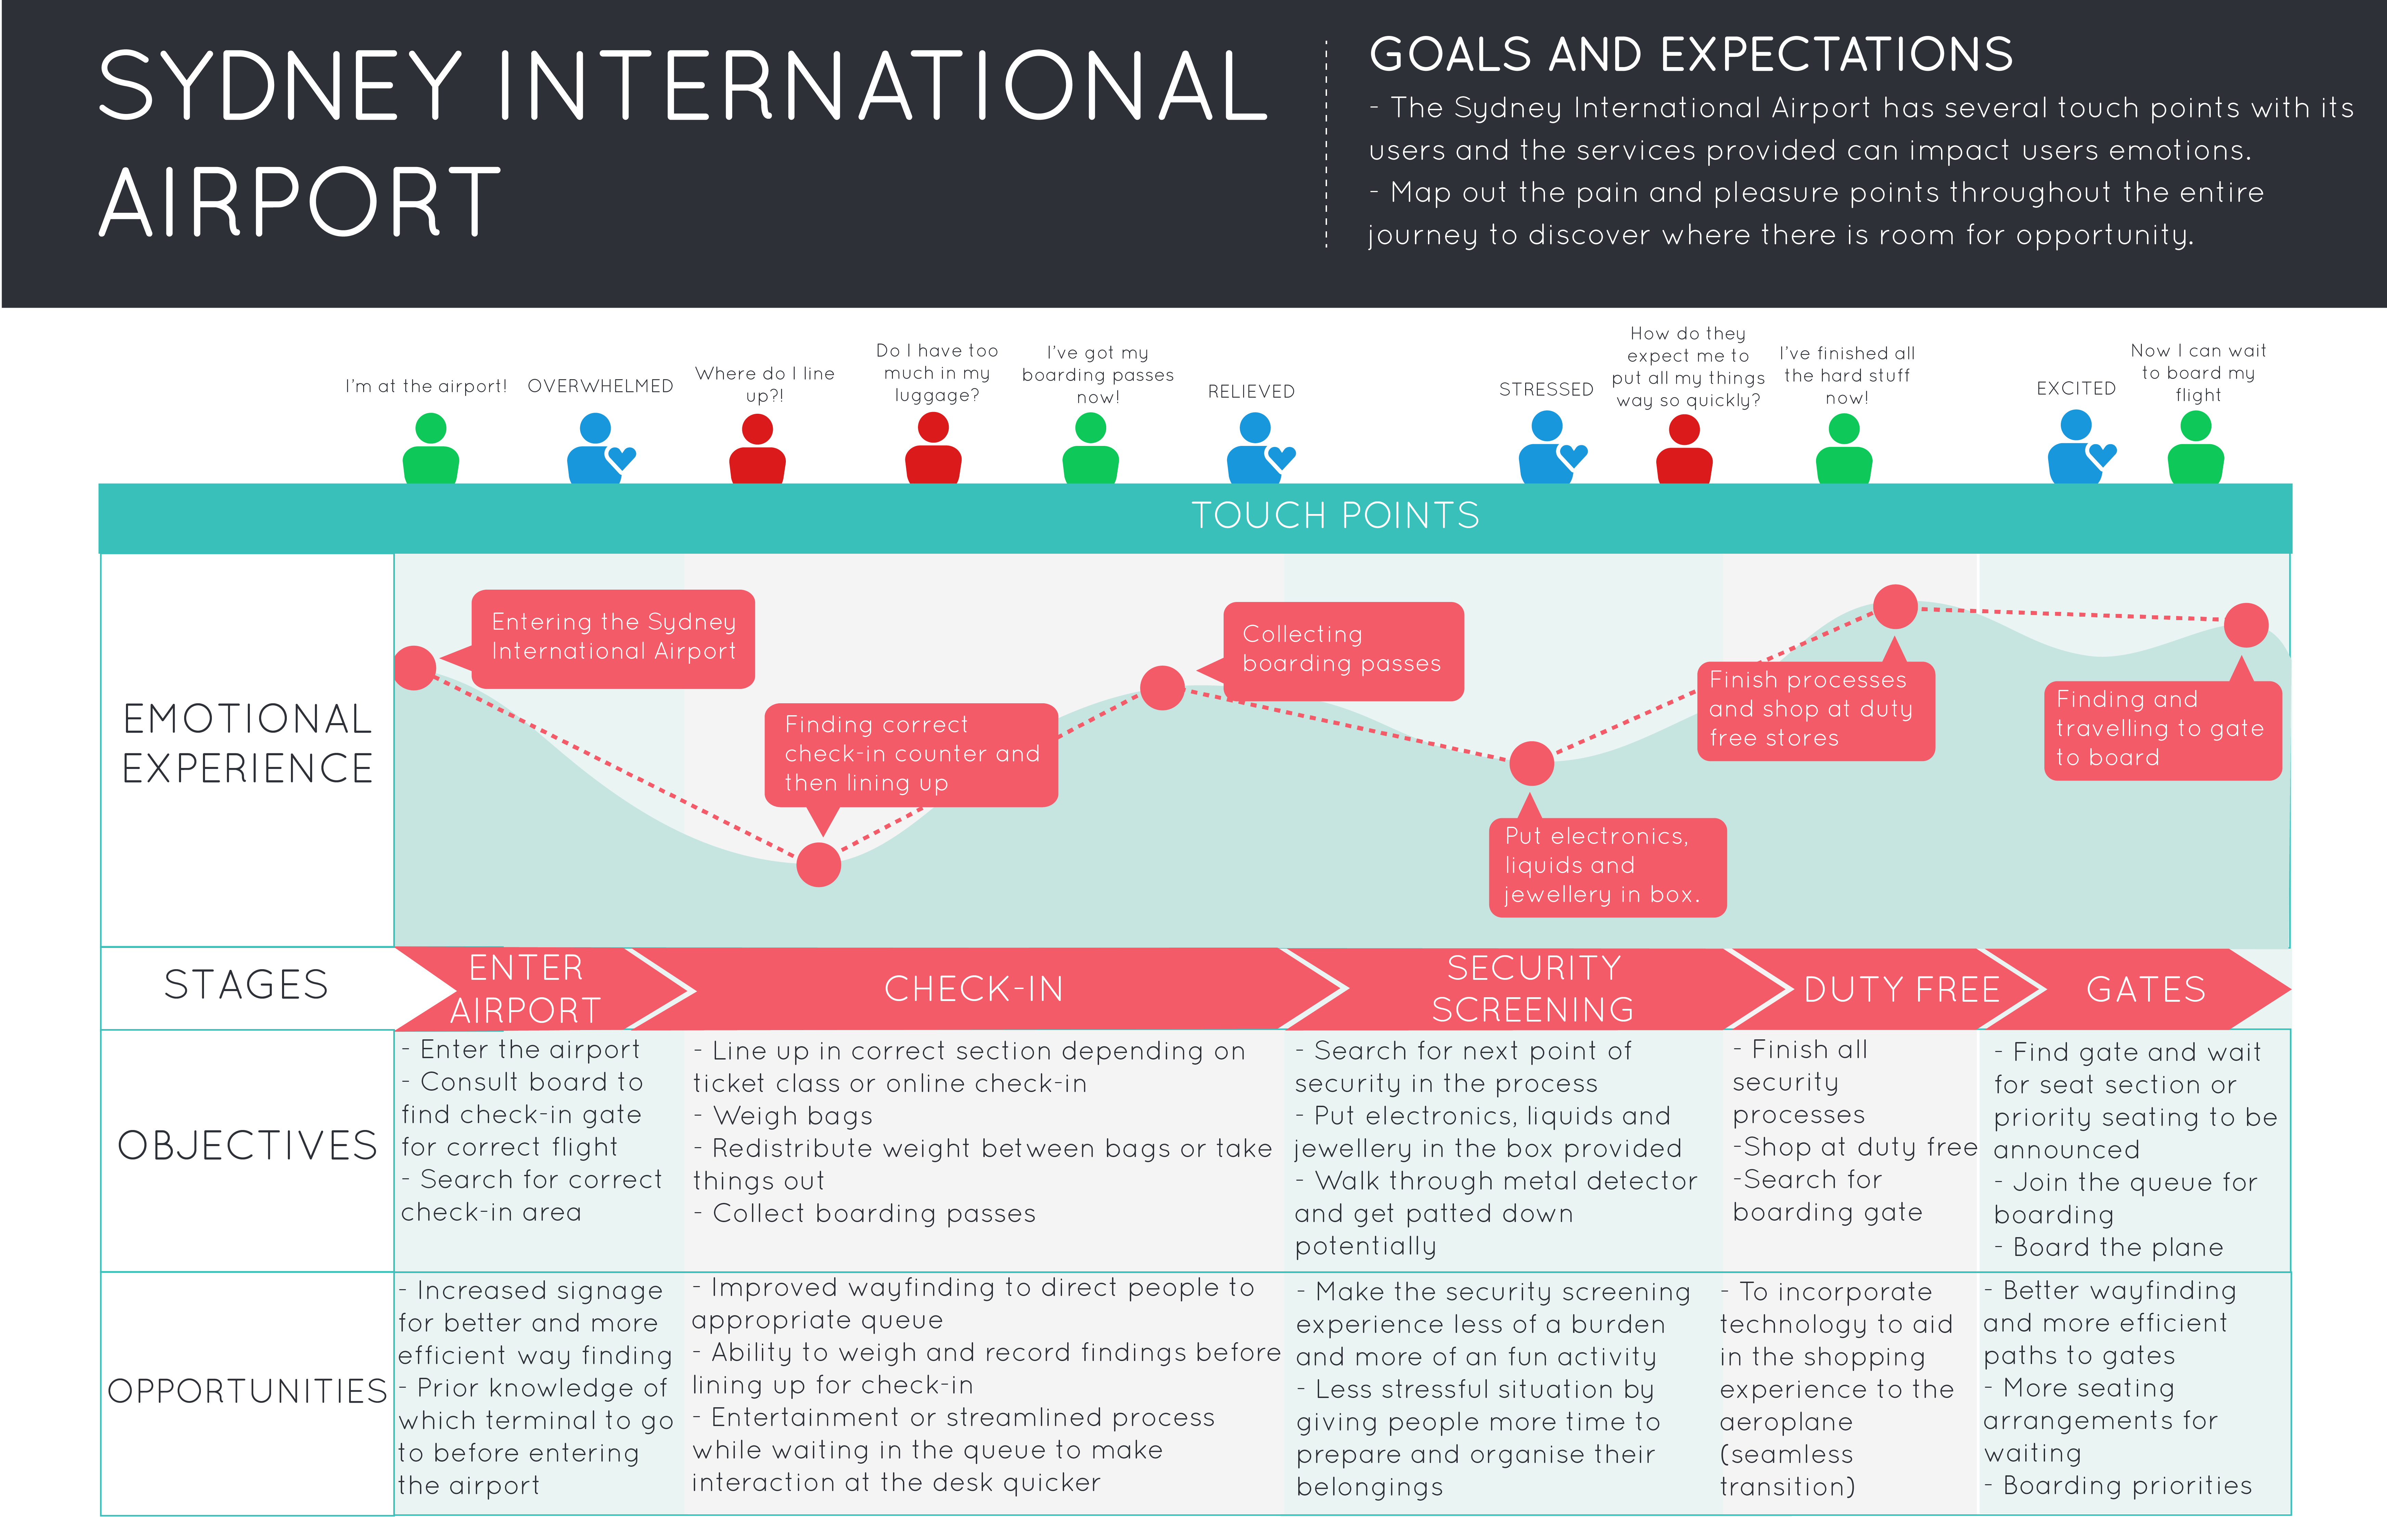 SYDNEY INTERNATIONAL
AIRPORT
GOALS AND EXPECTATIONS
- The Sydney International Airport has several touch points with its
users and the services provided can impact users emotions.
- Map out the pain and pleasure points throughout the entire
journey to discover where there is room for opportunity.
I'm at the airport!
OVERWHELMED
Where do I line
up?!
Do I have too
much in my
luggage?
I've got my
boarding passes
now!
RELIEVED
STRESSED
How do they
expect me to
put all my things
way so quickly?
I've finished all
the hard stuff
now!
EXCITED
Now I can wait
to board my
flight
TOUCH POINTS
EMOTIONAL
EXPERIENCE
Entering the Sydney
International Airport
Finding correct
check-in counter and
then lining up
Collecting
boarding passes
Put electronics,
liquids and
jewellery in box.
Finish processes
and shop at duty
free stores
Finding and
travelling to gate
to board
STAGES
ENTER
AIRPORT
CHECK-IN
SECURITY
SCREENING
DUTY FREE
GATES
OBJECTIVES
- Enter the airport
- Consult board to
find check-in gate
for correct flight
- Search for correct
check-in area
- Line up in correct section depending on
ticket class or online check-in
- Weigh bags
- Redistribute weight between bags or take
things out
- Collect boarding passes
- Search for next point of
security in the process
- Put electronics, liquids and
jewellery in the box provided
- Walk through metal detector
and get patted down
potentially
- Finish all
security
processes
-Shop at duty free
-Search for
boarding gate
- Find gate and wait
for seat section or
priority seating to be
announced
- Join the queue for
boarding
- Board the plane
OPPORTUNITIES
- Increased signage
for better and more
efficient way finding
- Prior knowledge of
which terminal to go
to before entering
the airport
- Improved wayfinding to direct people to
appropriate queue
- Ability to weigh and record findings before
lining up for check-in
- Entertainment or streamlined process
while waiting in the queue to make
interaction at the desk quicker
- Make the security screening
experience less of a burden
and more of an fun activity
- Less stressful situation by
giving people more time to
prepare and organise their
belongings
- To incorporate
technology to aid
in the shopping
experience to the
aeroplane
(seamless
transition)
- Better wayfinding
and more efficient
paths to gates
- More seating
arrangements for
waiting
- Boarding priorities